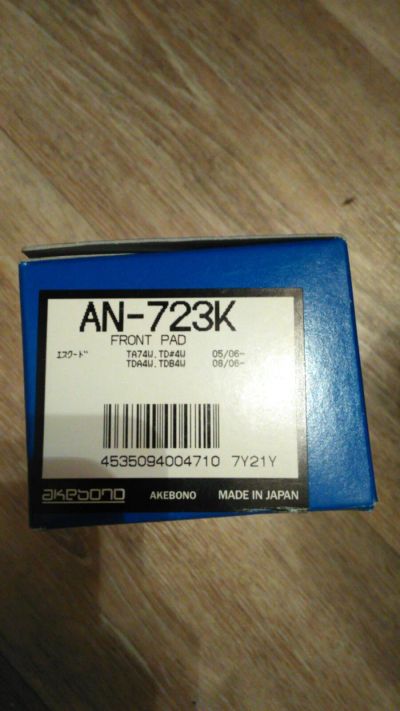 AN-723K
FRONT PAD
ｴｽｸｰﾄﾞ TA74W,TD#4W 05/06-
TDA4W,TDB4W 08/06-
4535094004710 7Y21Y
akebono AKEBONO MADE IN JAPAN